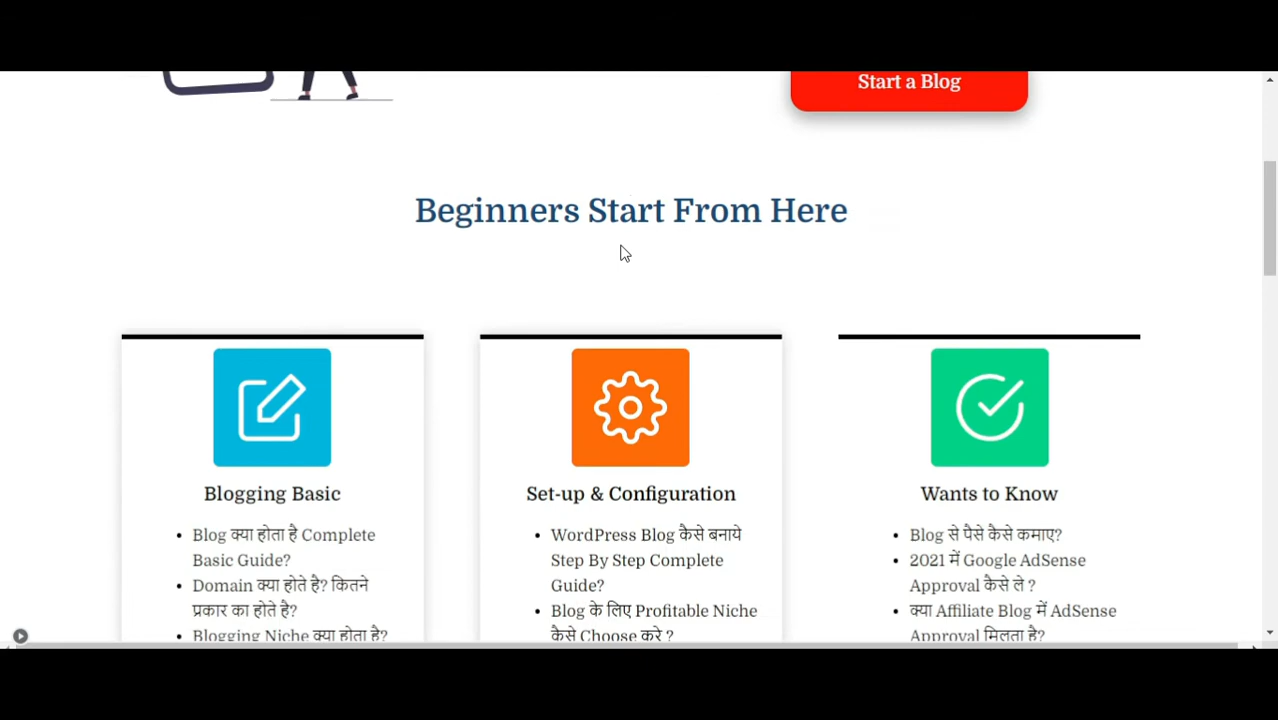 Start a Blog
Beginners Start From Here
Blogging Basic
Blog क्या होता है Complete
Basic Guide?
Domain क्या होते है? कितने
प्रकार का होते है?
Blogging Niche क्या होता है?
Set-up & Configuration
WordPress Blog कैसे बनाये
Step By Step Complete
Guide?
Blog के लिए Profitable Niche
कैसे Choose करे ?
Wants to Know
Blog से पैसे कैसे कमाए?
2021 में Google AdSense
Approval कैसे ले ?
क्या Affiliate Blog में AdSense
Approval मिलता है?